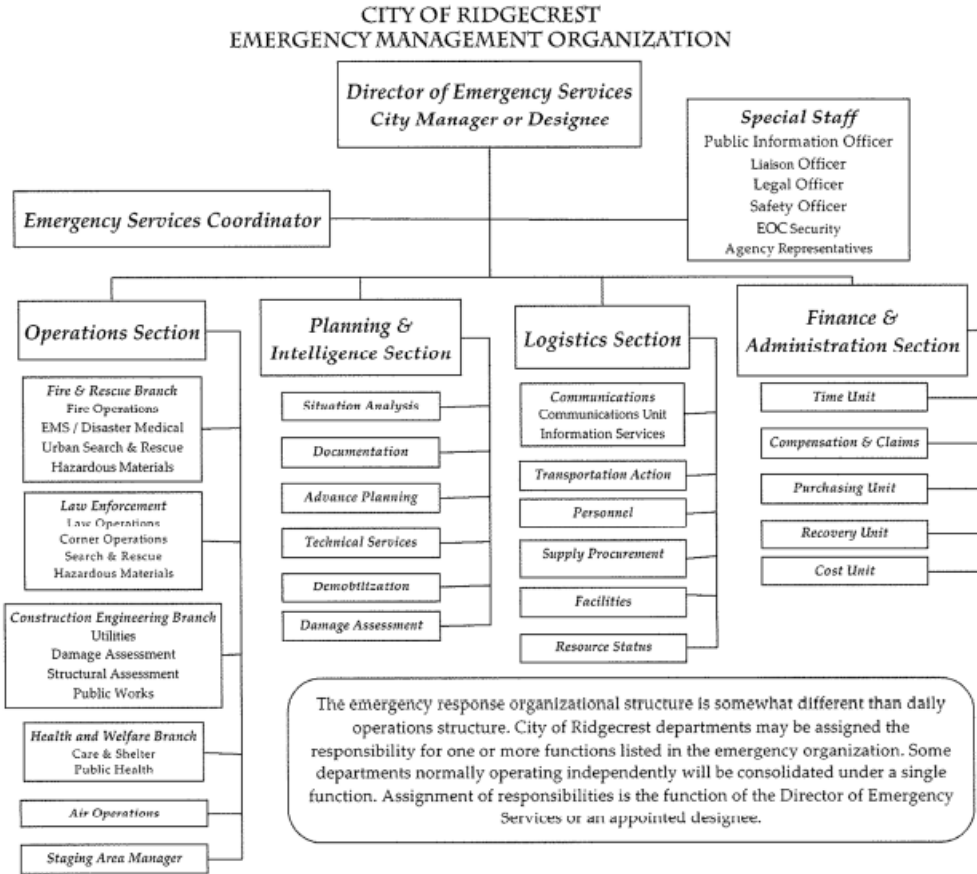 CITY OF RIDGECREST
EMERGENCY MANAGEMENT ORGANIZATION
Director of Emergency Services
City Manager or Designee
Special Staff
Public Information Officer
Liaison Officer
Legal Officer
Safety Officer
EOC Security
Agency Representatives
Emergency Services Coordinator
Operations Section
Fire & Rescue Branch
Fire Operations
EMS / Disaster Medical
Urban Search & Rescue
Hazardous Materials
Law Enforcement
Law Operations
Corner Operations
Search & Rescue
Hazardous Materials
Construction Engineering Branch
Utilities
Damage Assessment
Structural Assessment
Public Works
Health and Welfare Branch
Care & Shelter
Public Health
Air Operations
Staging Area Manager
Planning &
Intelligence Section
Situation Analysis
Documentation
Advance Planning
Technical Services
Demobilization
Damage Assessment
Logistics Section
Communications
Communications Unit
Information Services
Transportation Action
Personnel
Supply Procurement
Facilities
Resource Status
Finance &
Administration Section
Time Unit
Compensation & Claims
Purchasing Unit
Recovery Unit
Cost Unit
The emergency response organizational structure is somewhat different than daily
operations structure. City of Ridgecrest departments may be assigned the
responsibility for one or more functions listed in the emergency organization. Some
departments normally operating independently will be consolidated under a single
function. Assignment of responsibilities is the function of the Director of Emergency
Services or an appointed designee.